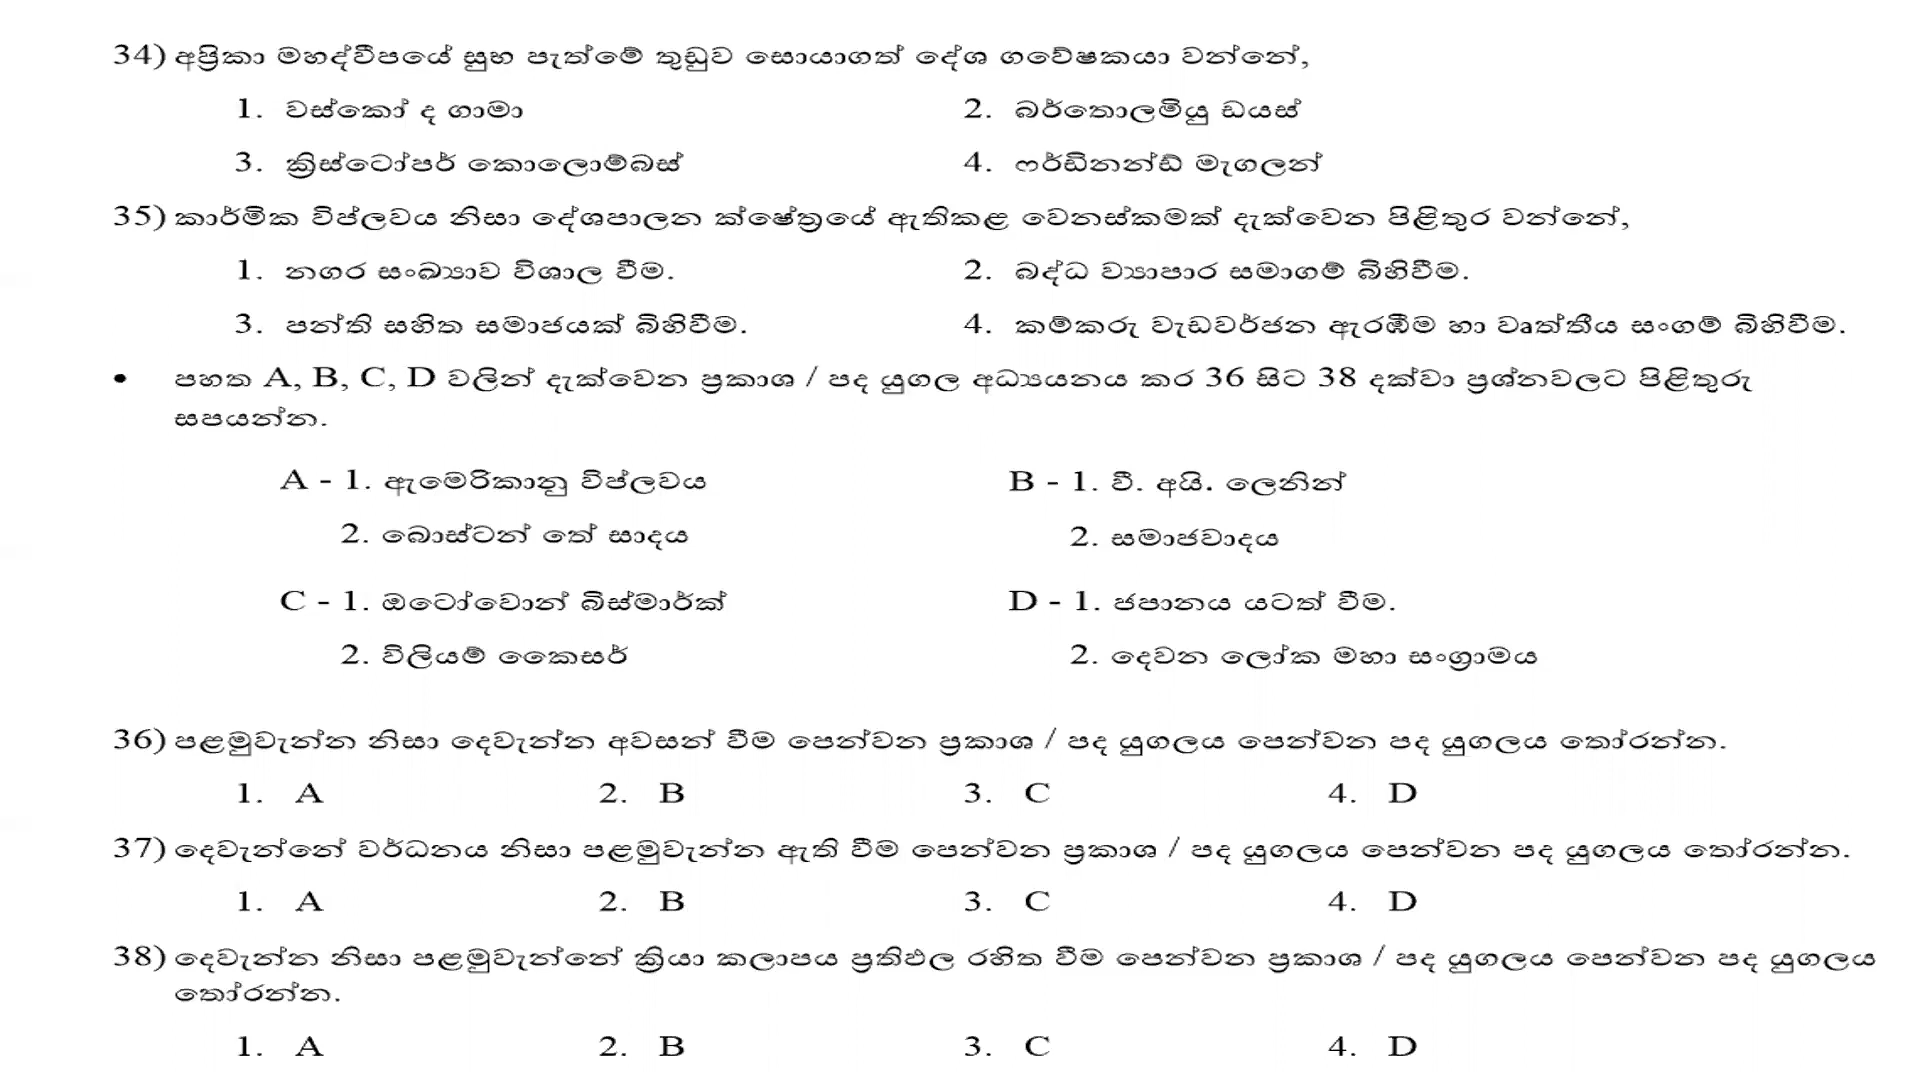 34) අප්‍රිකා මහද්වීපයේ සුභ පැත්මේ තුඩුව සොයාගත් දේශ ගවේෂකයා වන්නේ,
1. වස්කෝ ද ගාමා 2. බර්තොලමියු ඩයස්
3. ක්‍රිස්ටෝපර් කොලොම්බස් 4. ෆර්ඩිනන්ඩ් මැගලන්
35) කාර්මික විප්ලවය නිසා දේශපාලන ක්ෂේත්‍රයේ ඇතිකළ වෙනස්කමක් දැක්වෙන පිළිතුර වන්නේ,
1. නගර සංඛ්‍යාව විශාල වීම. 2. බද්ධ ව්‍යාපාර සමාගම් බිහිවීම.
3. පන්ති සහිත සමාජයක් බිහිවීම. 4. කම්කරු වැඩවර්ජන ඇරඹීම හා වෘත්තීය සංගම් බිහිවීම.
• පහත A, B, C, D වලින් දැක්වෙන ප්‍රකාශ / පද යුගල අධ්‍යයනය කර 36 සිට 38 දක්වා ප්‍රශ්නවලට පිළිතුරු
සපයන්න.
A - 1. ඇමෙරිකානු විප්ලවය B - 1. වී. අයි. ලෙනින්
2. බොස්ටන් තේ සාදය 2. සමාජවාදය
C - 1. ඔටෝවොන් බිස්මාර්ක් D - 1. ජපානය යටත් වීම.
2. විලියම් කෛසර් 2. දෙවන ලෝක මහා සංග්‍රාමය
36) පළමුවැන්න නිසා දෙවැන්න අවසන් වීම පෙන්වන ප්‍රකාශ / පද යුගලය පෙන්වන පද යුගලය තෝරන්න.
1. A 2. B 3. C 4. D
37) දෙවැන්නේ වර්ධනය නිසා පළමුවැන්න ඇති වීම පෙන්වන ප්‍රකාශ / පද යුගලය පෙන්වන පද යුගලය තෝරන්න.
1. A 2. B 3. C 4. D
38) දෙවැන්න නිසා පළමුවැන්නේ ක්‍රියා කලාපය ප්‍රතිඵල රහිත වීම පෙන්වන ප්‍රකාශ / පද යුගලය පෙන්වන පද යුගලය
තෝරන්න.
1. A 2. B 3. C 4. D